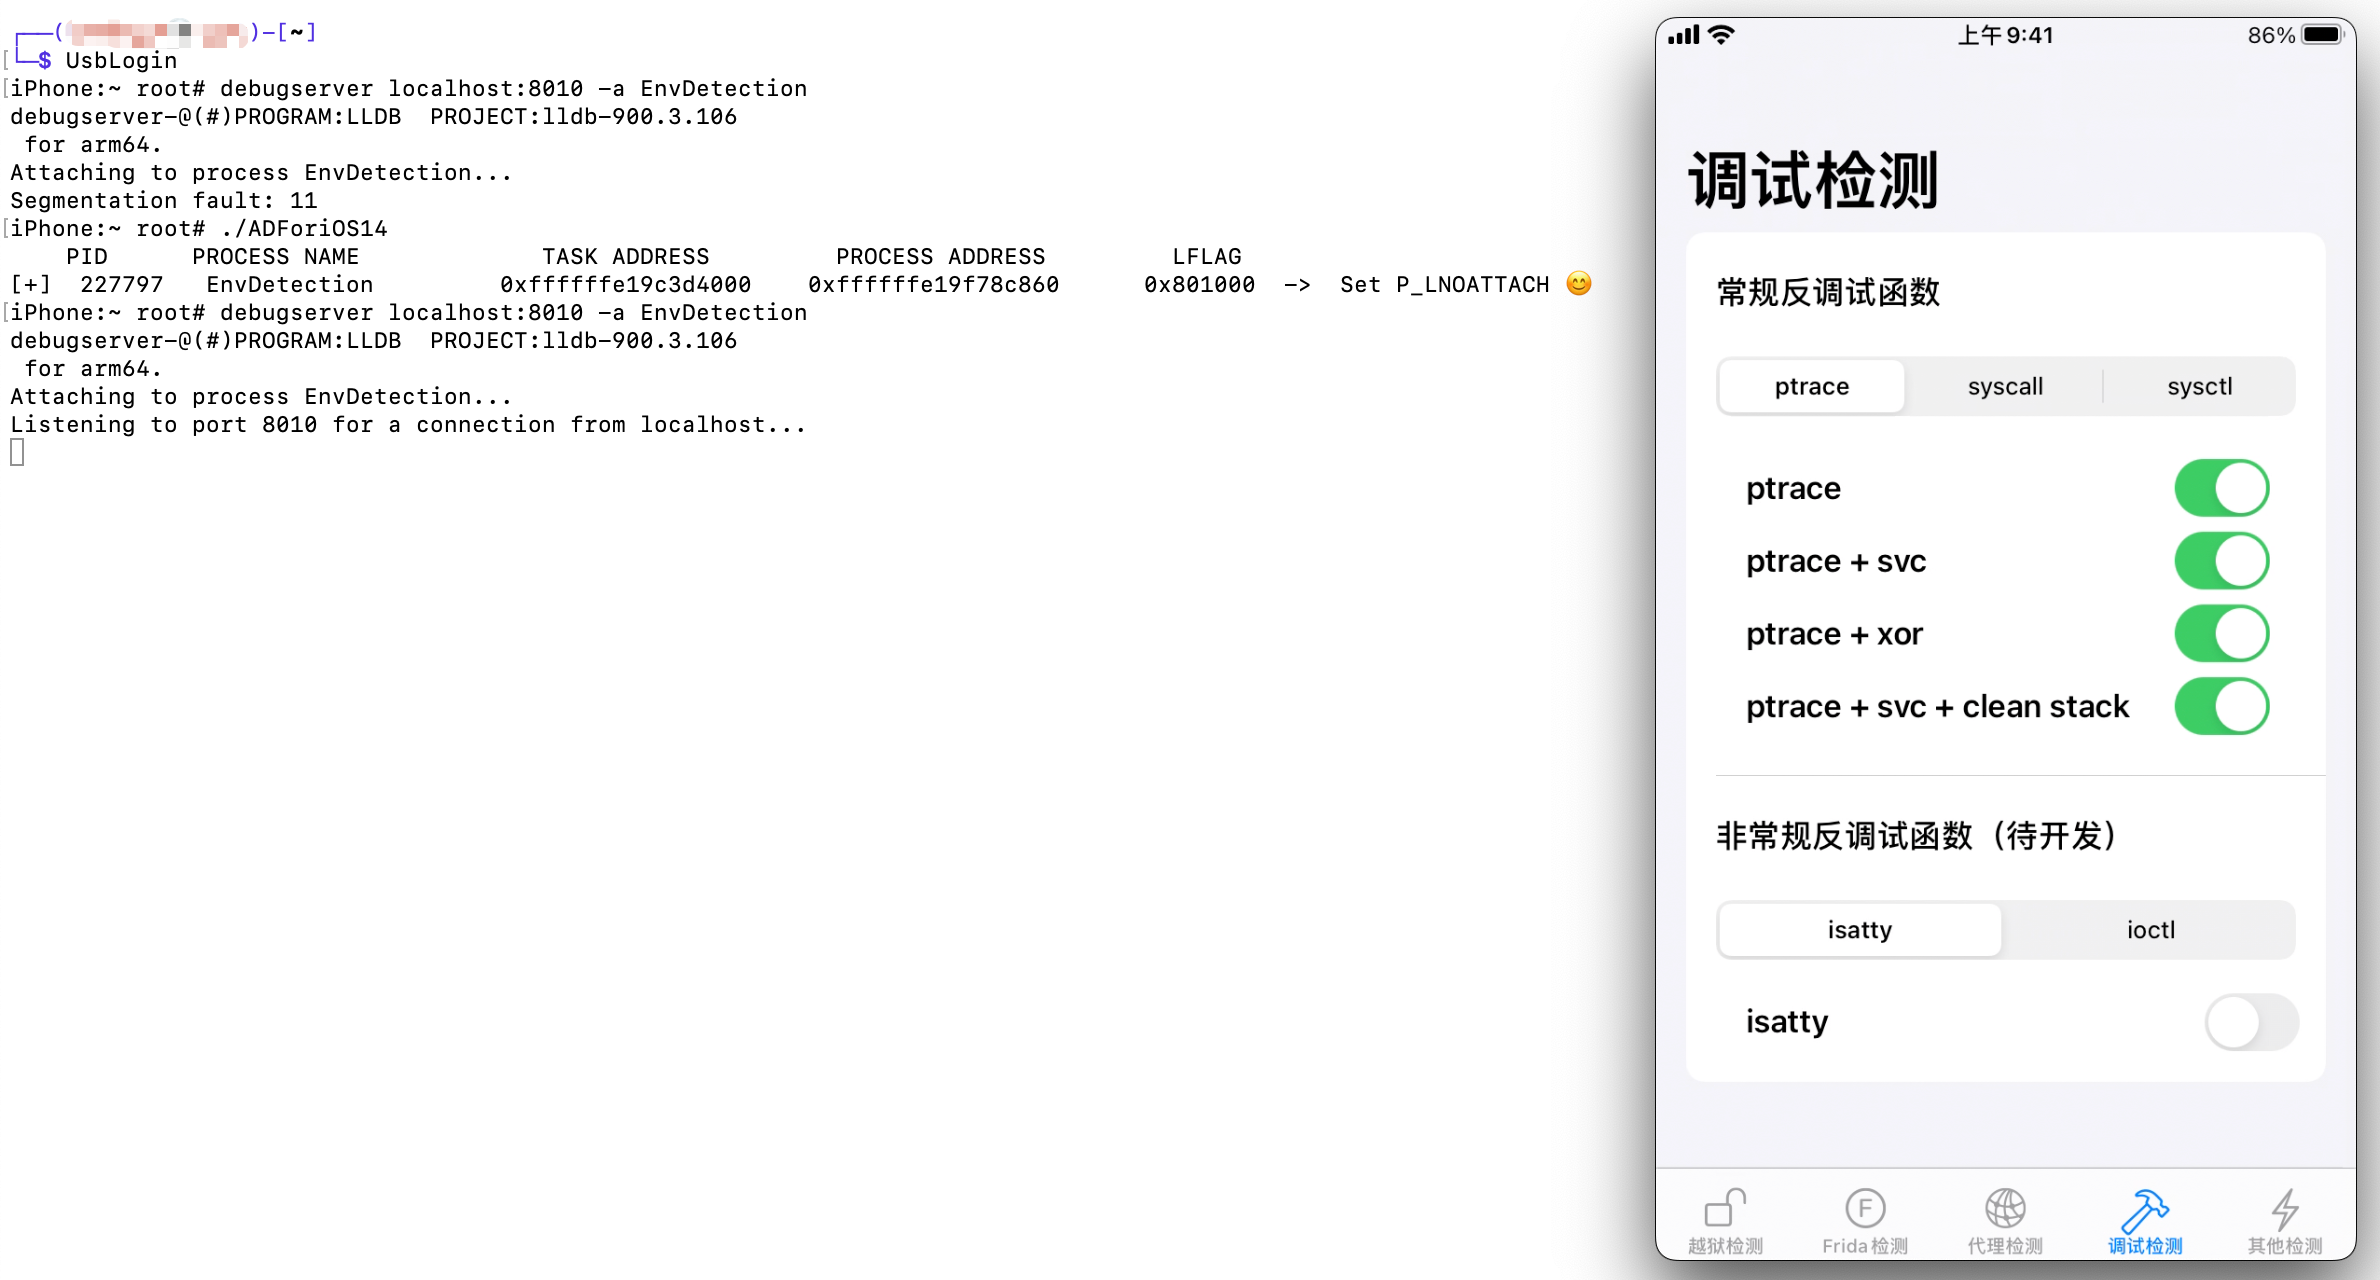 )-[~]
$ UsbLogin
iPhone:~ root# debugserver localhost:8010 -a EnvDetection
debugserver-@(#)PROGRAM:LLDB  PROJECT:lldb-900.3.106
 for arm64.
Attaching to process EnvDetection...
Segmentation fault: 11
iPhone:~ root# ./ADForiOS14
PID PROCESS NAME TASK ADDRESS PROCESS ADDRESS LFLAG
[+] 227797 EnvDetection 0xffffffe19c3d4000 0xffffffe19f78c860 0x801000 -> Set P_LNOATTACH 😊
iPhone:~ root# debugserver localhost:8010 -a EnvDetection
debugserver-@(#)PROGRAM:LLDB  PROJECT:lldb-900.3.106
 for arm64.
Attaching to process EnvDetection...
Listening to port 8010 for a connection from localhost...
上午9:41 86%
调试检测
常规反调试函数
ptrace syscall sysctl
ptrace
ptrace + svc
ptrace + xor
ptrace + svc + clean stack
非常规反调试函数（待开发）
isatty ioctl
isatty
F
越狱检测 Frida检测 代理检测 调试检测 其他检测